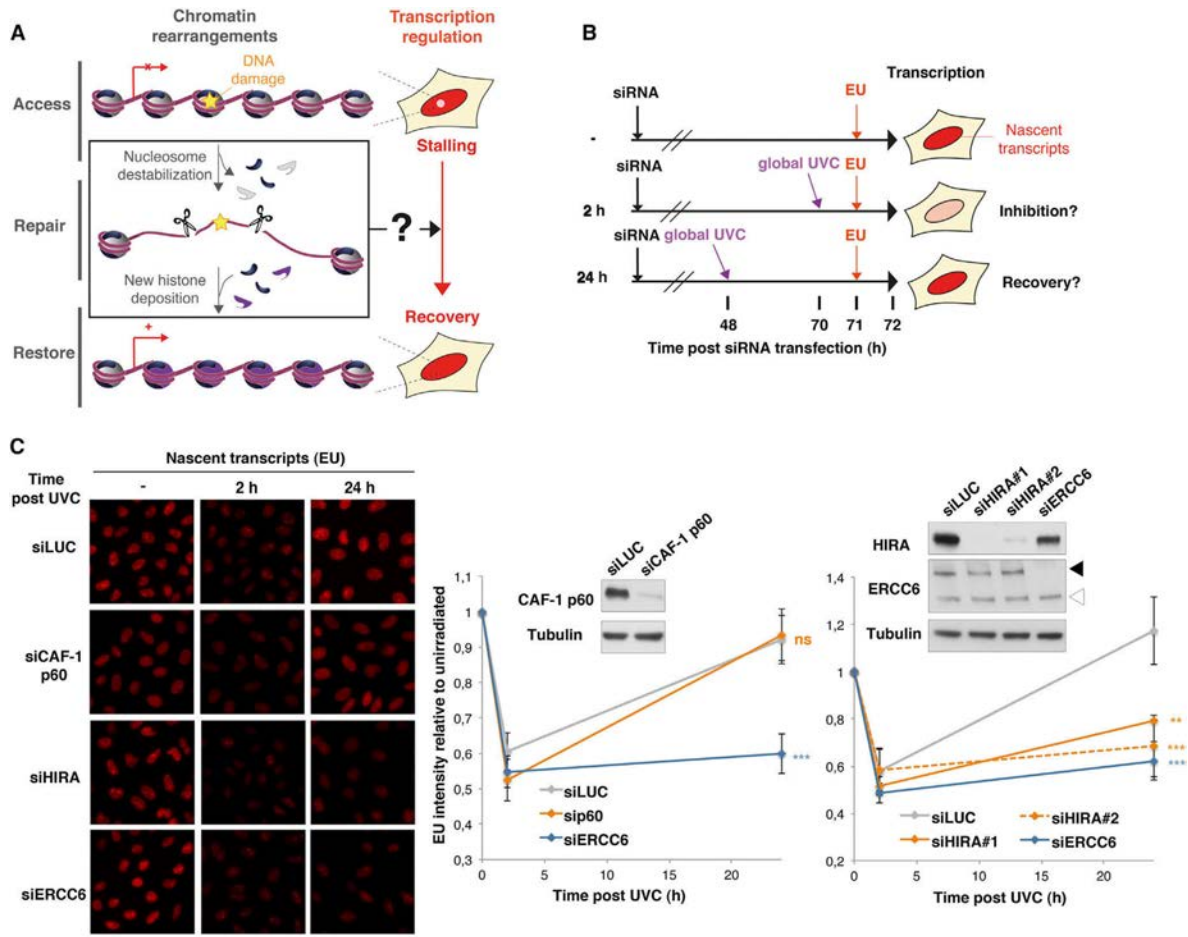 A
Chromatin
rearrangements
Transcription
regulation
DNA
damage
Access
Stalling
Nucleosome
destabilization
Repair
?
New histone
deposition
Recovery
Restore
B
Transcription
siRNA
EU
-
Nascent
transcripts
siRNA
global UVC
EU
2 h
Inhibition?
siRNA
global UVC
EU
24 h
Recovery?
48
70
71
72
Time post siRNA transfection (h)
C
Nascent transcripts (EU)
Time
post UVC
-
2 h
24 h
siLUC
siCAF-1
p60
siHIRA
siERCC6
siLUC
siCAF-1 p60
CAF-1 p60
Tubulin
EU intensity relative to unirradiated
1,1
1
0,9
0,8
0,7
0,6
0,5
0,4
0,3
ns
***
siLUC
sip60
siERCC6
0
5
10
15
20
Time post UVC (h)
siLUC
siHIRA#1
siHIRA#2
siERCC6
HIRA
ERCC6
Tubulin
1,4
1,2
1
0,8
0,6
0,4
0,2
**
***
***
siLUC
siHIRA#2
siHIRA#1
siERCC6
0
5
10
15
20
Time post UVC (h)